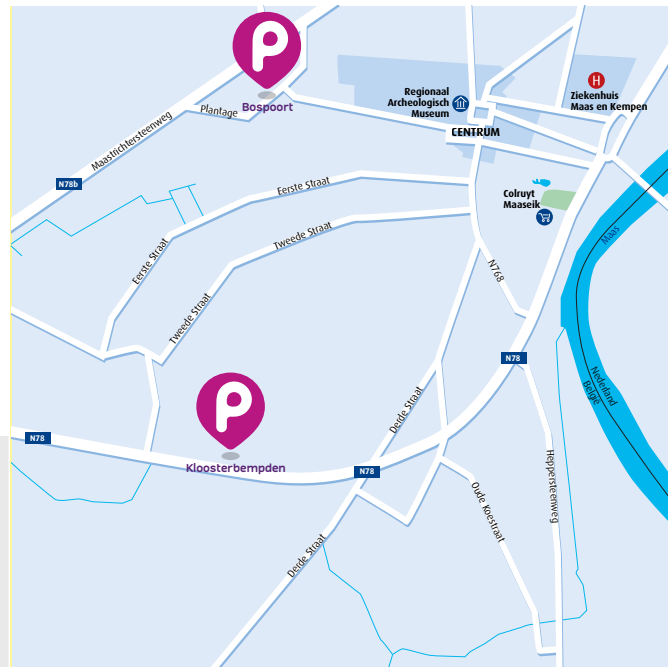 P
Bospoort
Plantage
Maastrichtersteenweg
N78b
Regionaal
Archeologisch
Museum
CENTRUM
H
Ziekenhuis
Maas en Kempen
Colruyt
Maaseik
Maas
Eerste Straat
Eerste Straat
Tweede Straat
Tweede Straat
N768
N78
Nederland
België
P
Kloosterbempden
N78
N78
Derde Straat
Derde Straat
Oude Koestraat
Heppersteenweg